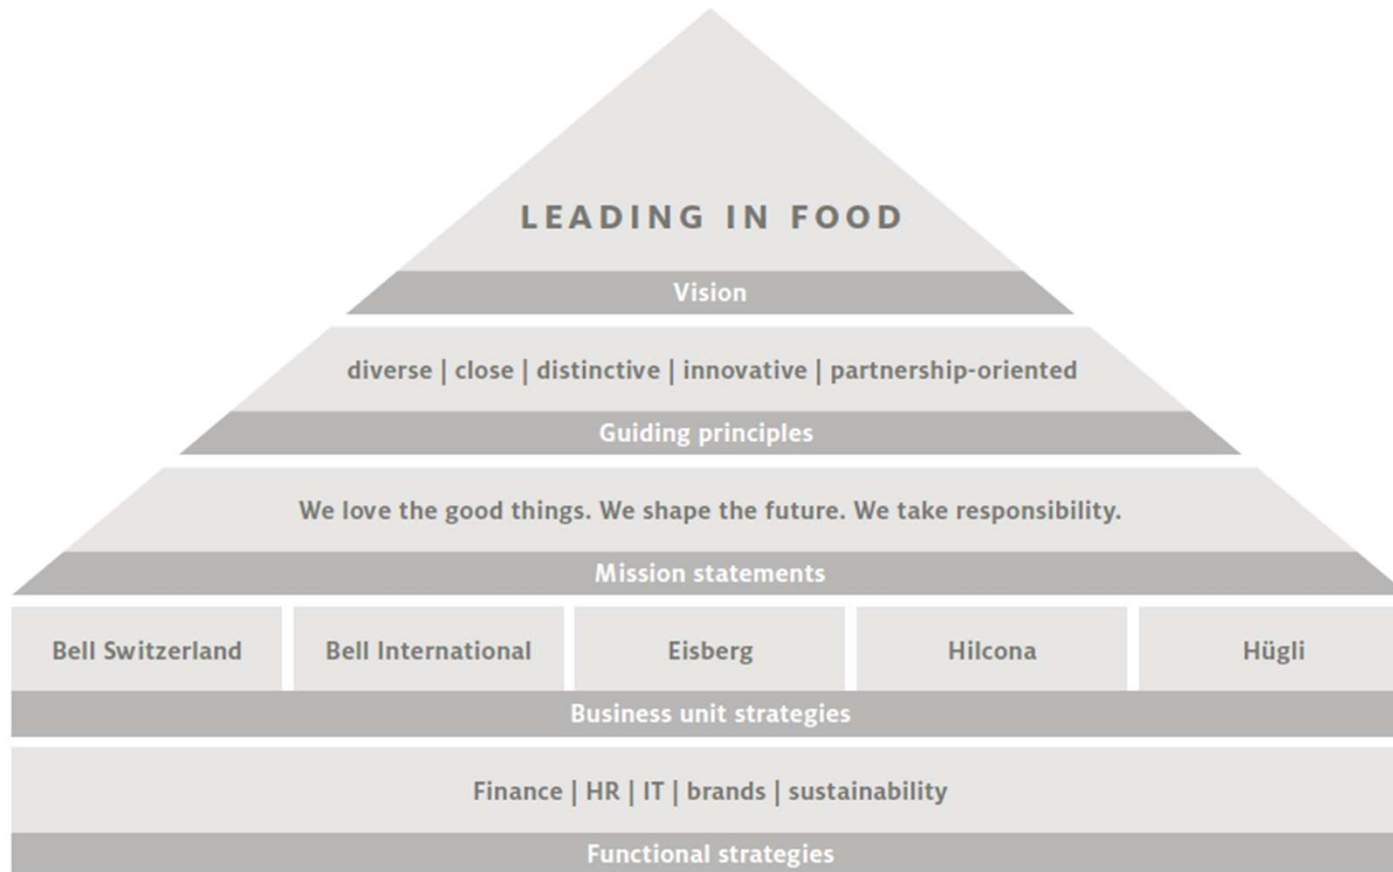 LEADING IN FOOD
Vision
diverse | close | distinctive | innovative | partnership-oriented
Guiding principles
We love the good things. We shape the future. We take responsibility.
Mission statements
Bell Switzerland
Bell International
Eisberg
Hilcona
Hügli
Business unit strategies
Finance | HR | IT | brands | sustainability
Functional strategies